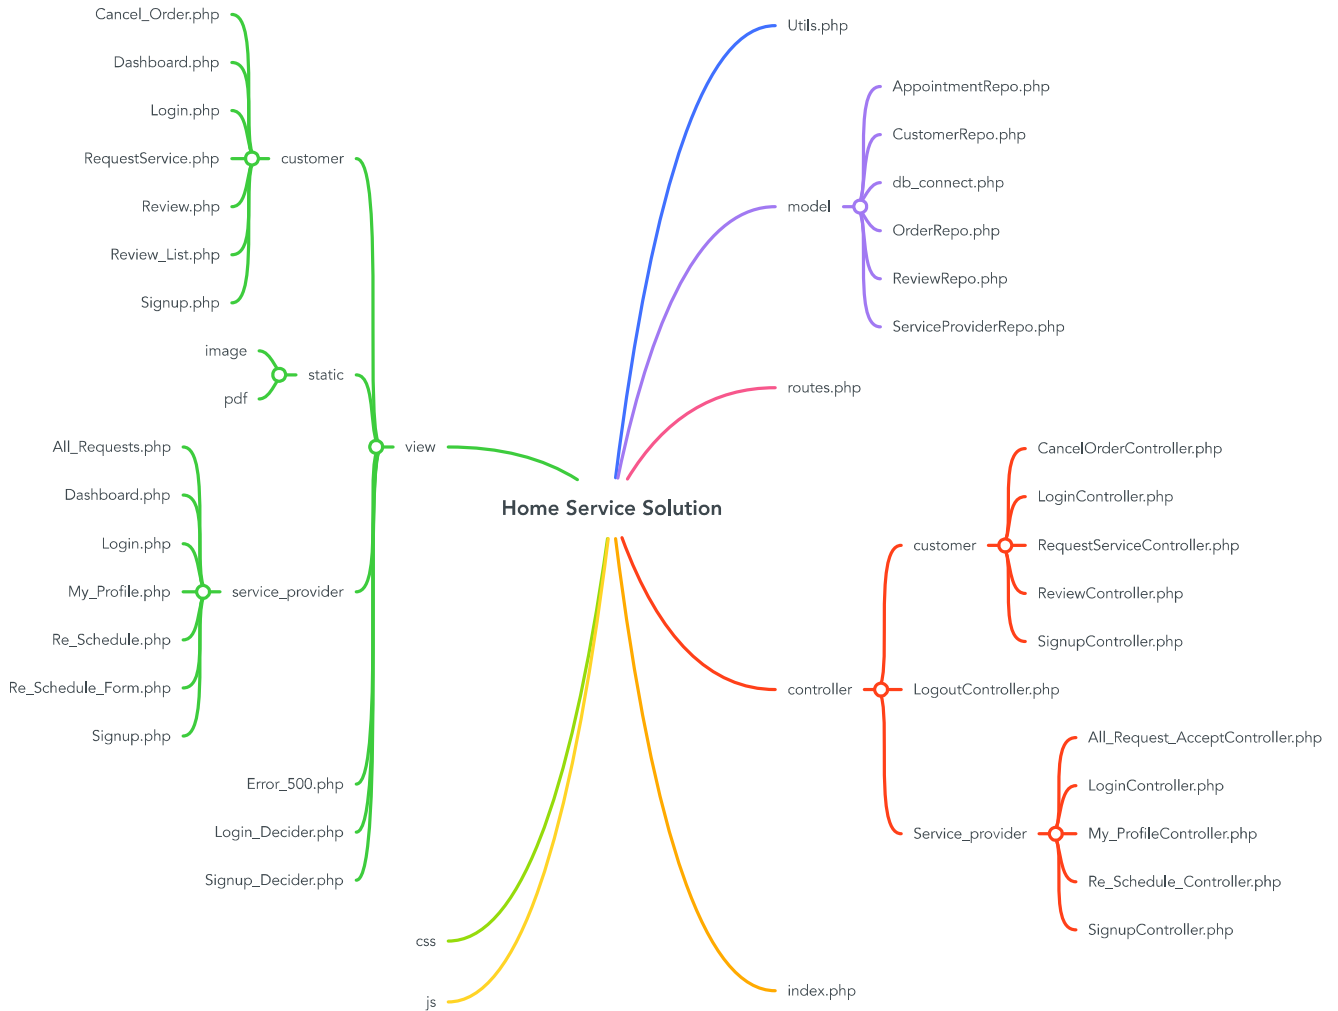 Cancel_Order.php
Dashboard.php
Login.php
RequestService.php
Review.php
Review_List.php
Signup.php
customer
image
pdf
static
All_Requests.php
Dashboard.php
Login.php
My_Profile.php
Re_Schedule.php
Re_Schedule_Form.php
Signup.php
service_provider
Error_500.php
Login_Decider.php
Signup_Decider.php
view
css
js
Home Service Solution
Utils.php
model
AppointmentRepo.php
CustomerRepo.php
db_connect.php
OrderRepo.php
ReviewRepo.php
ServiceProviderRepo.php
routes.php
controller
customer
CancelOrderController.php
LoginController.php
RequestServiceController.php
ReviewController.php
SignupController.php
LogoutController.php
Service_provider
All_Request_AcceptController.php
LoginController.php
My_ProfileController.php
Re_Schedule_Controller.php
SignupController.php
index.php